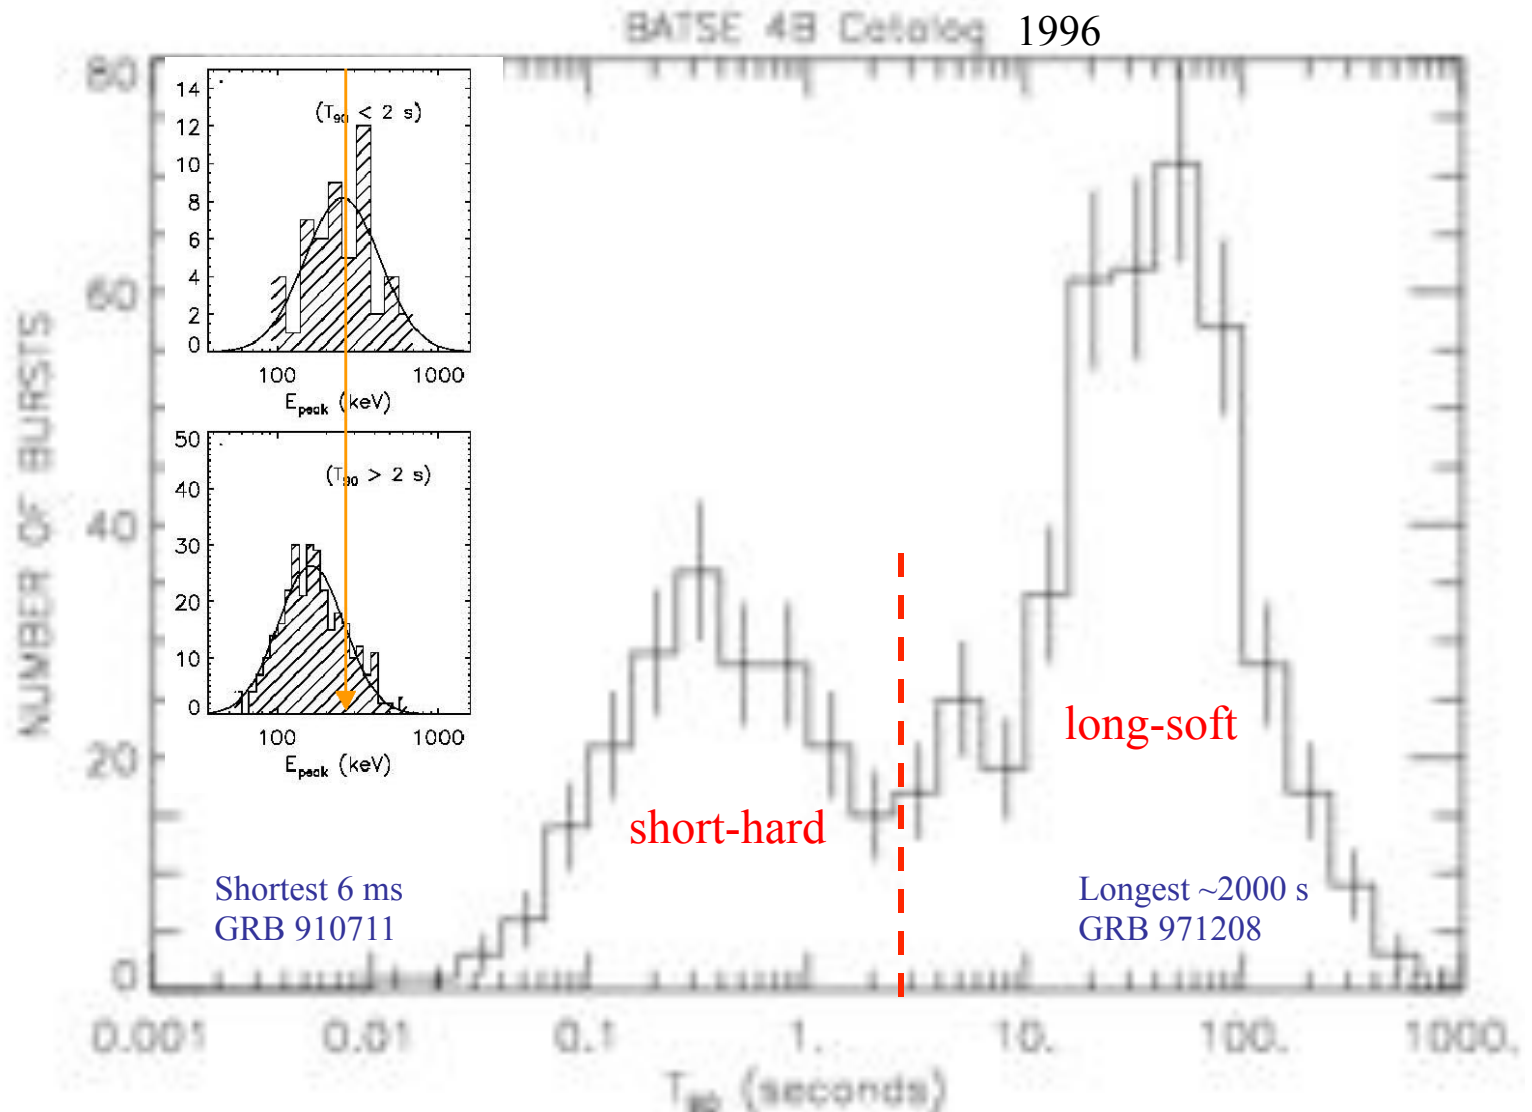 BATSE 4B Catalog 1996
80
60
40
20
0
NUMBER OF BURSTS
14
12
10
8
6
4
2
0
(T90 < 2 s)
100 1000
Epeak (keV)
50
40
30
20
10
0
(T90 > 2 s)
100 1000
Epeak (keV)
short-hard
long-soft
Shortest 6 ms
GRB 910711
Longest ~2000 s
GRB 971208
0.001 0.01 0.1 1. 10. 100. 1000.
T90 (seconds)